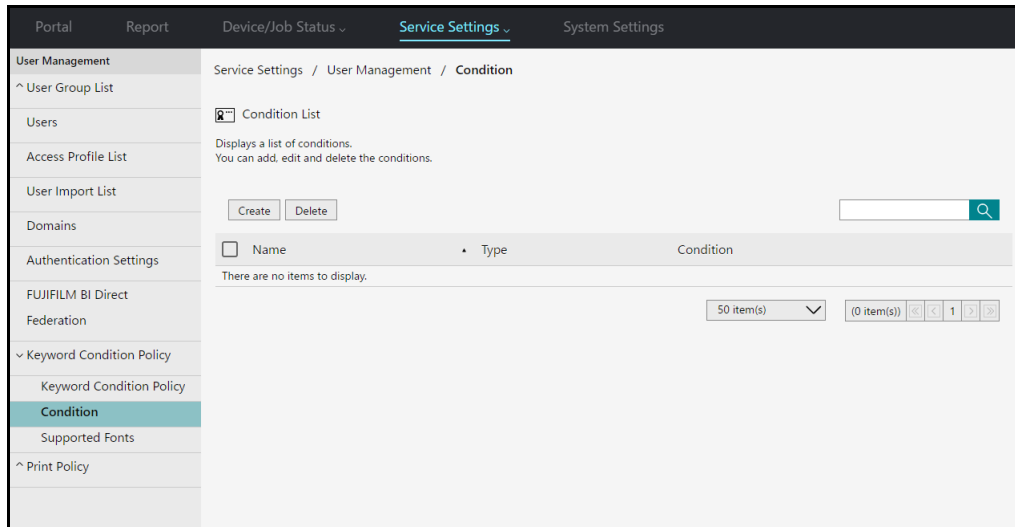 Portal Report Device/Job Status Service Settings System Settings
User Management
User Group List
Users
Access Profile List
User Import List
Domains
Authentication Settings
FUJIFILM BI Direct
Federation
Keyword Condition Policy
Keyword Condition Policy
Condition
Supported Fonts
Print Policy
Service Settings / User Management / Condition
Condition List
Displays a list of conditions.
You can add, edit and delete the conditions.
Create Delete
Name Type Condition
There are no items to display.
50 item(s) (0 item(s)) 1